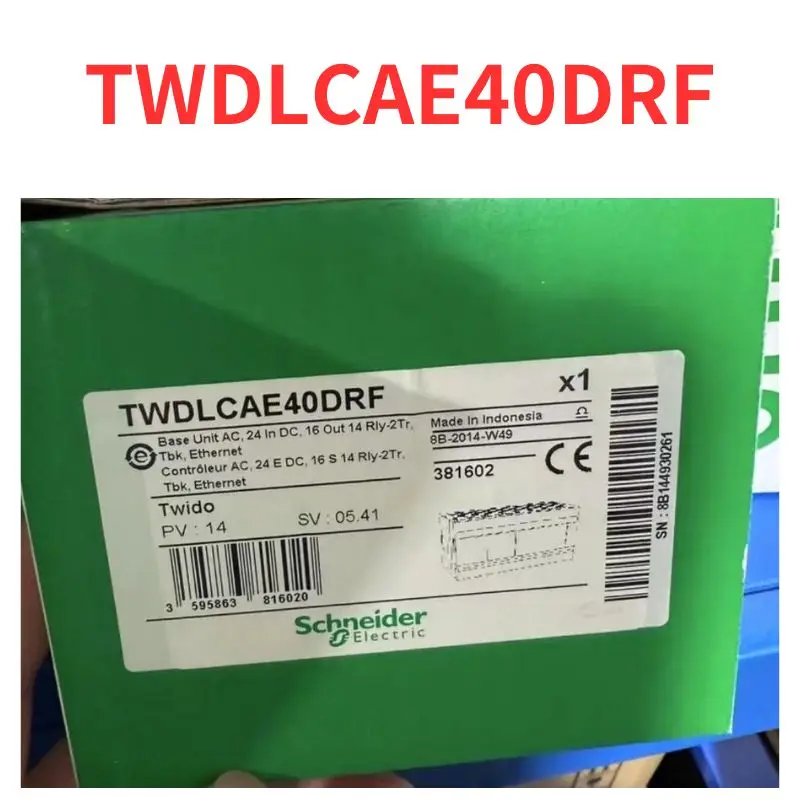 TWDLCAE40DRF
TWDLCAE40DRF
x1
Base Unit AC, 24 In DC, 16 Out 14 Rly-2Tr,
Tbk, Ethernet
Contrôleur AC, 24 E DC, 16 S 14 Rly-2Tr,
Tbk, Ethernet
Twido
PV : 14 SV : 05.41
Made In Indonesia
8B-2014-W49
381602
CE
SN : 8B144930261
3 595863 816020
Schneider
Electric